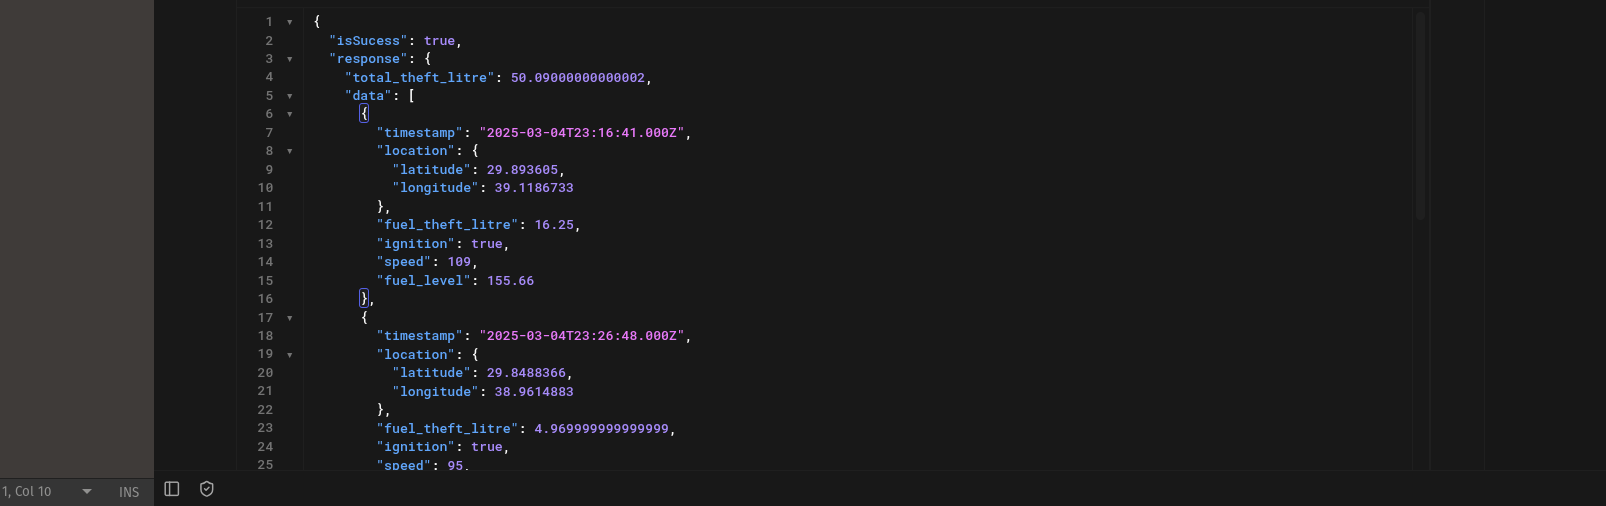 1 {
2 "isSucess": true,
3 "response": {
4 "total_theft_litre": 50.09000000000002,
5 "data": [
6 {
7 "timestamp": "2025-03-04T23:16:41.000Z",
8 "location": {
9 "latitude": 29.893605,
10 "longitude": 39.1186733
11 },
12 "fuel_theft_litre": 16.25,
13 "ignition": true,
14 "speed": 109,
15 "fuel_level": 155.66
16 },
17 {
18 "timestamp": "2025-03-04T23:26:48.000Z",
19 "location": {
20 "latitude": 29.8488366,
21 "longitude": 38.9614883
22 },
23 "fuel_theft_litre": 4.969999999999999,
24 "ignition": true,
25 "speed": 95,
1, Col 10 INS